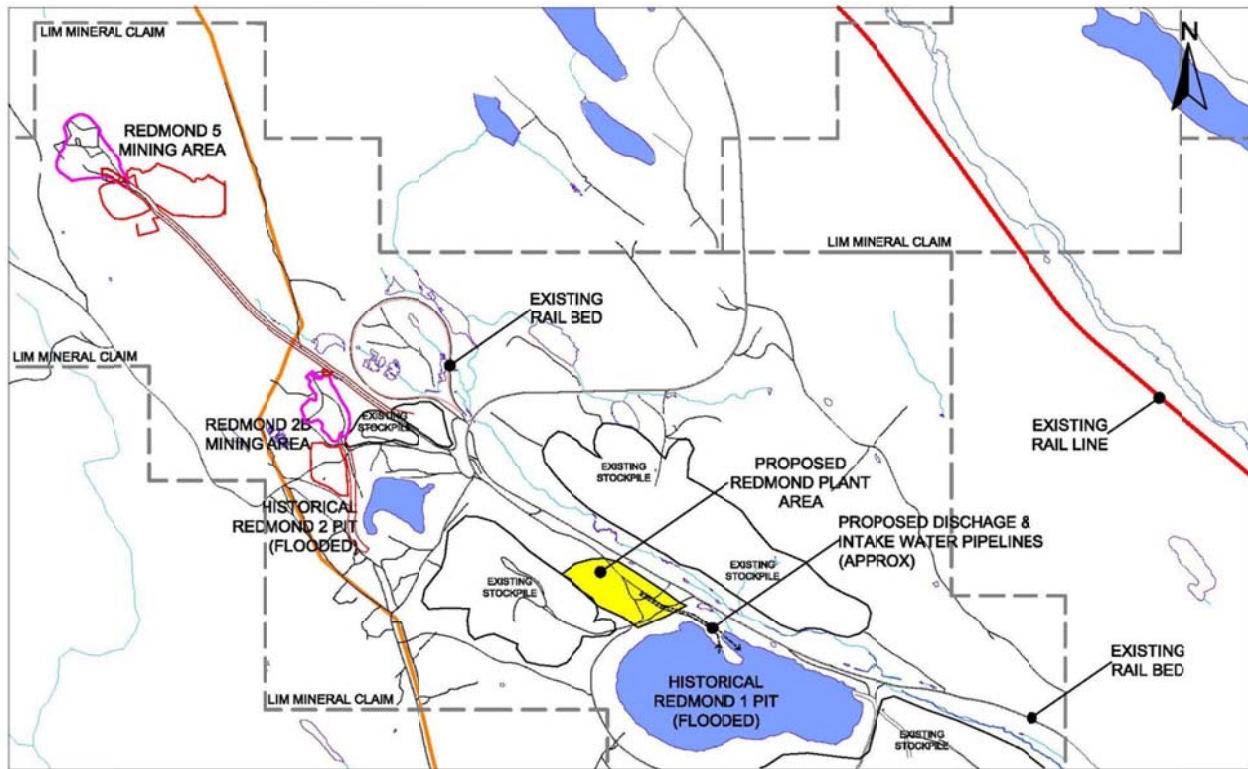 LIM MINERAL CLAIM
N
REDMOND 5
MINING AREA
LIM MINERAL CLAIM
EXISTING
RAIL BED
LIM MINERAL CLAIM
EXISTING
RAIL LINE
REDMOND 2B
MINING AREA
EXISTING
STOCKPILE
EXISTING
STOCKPILE
PROPOSED
REDMOND PLANT
AREA
HISTORICAL
REDMOND 2 PIT
(FLOODED)
PROPOSED DISCHAGE &
INTAKE WATER PIPELINES
(APPROX)
EXISTING
STOCKPILE
EXISTING
STOCKPILE
EXISTING
RAIL BED
LIM MINERAL CLAIM
HISTORICAL
REDMOND 1 PIT
(FLOODED)
EXISTING
STOCKPILE